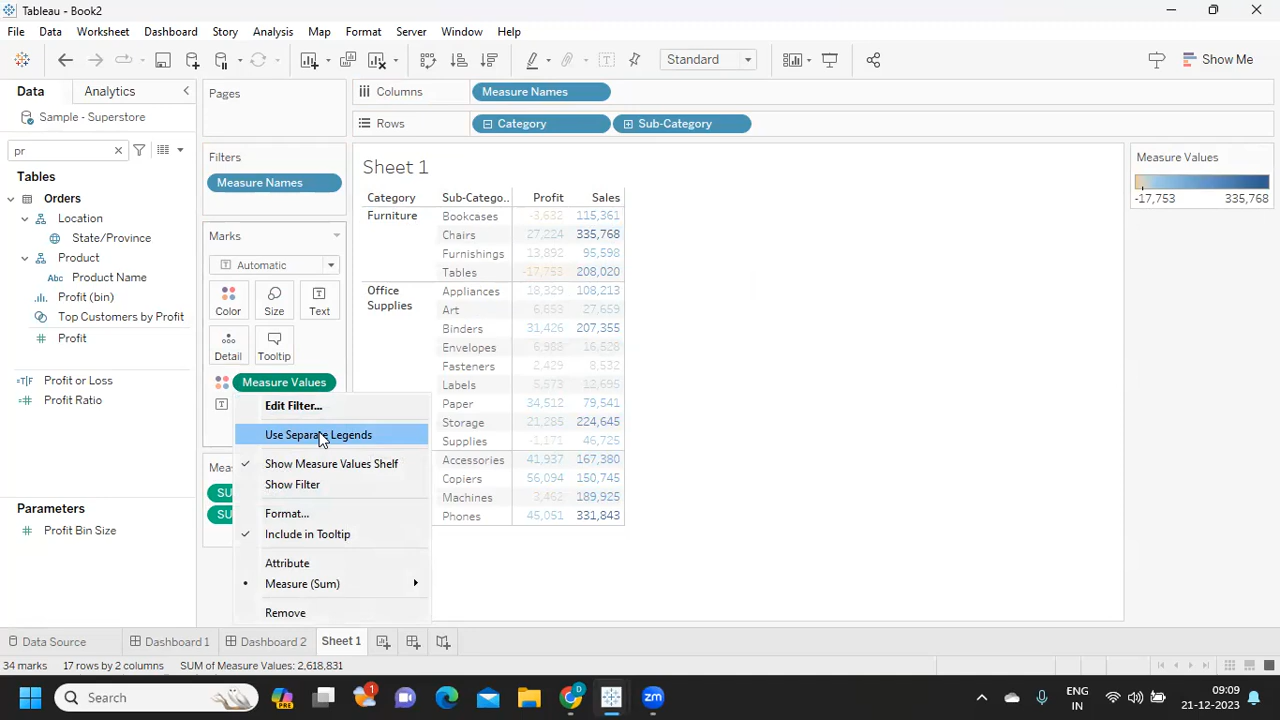 Tableau - Book2
File Data Worksheet Dashboard Story Analysis Map Format Server Window Help
Standard
Show Me
Data Analytics
Sample - Superstore
pr
Tables
Orders
Location
State/Province
Product
Abc Product Name
Profit (bin)
Top Customers by Profit
Profit
Profit or Loss
Profit Ratio
Parameters
Profit Bin Size
Pages
Filters
Measure Names
Marks
Automatic
Color Size Text
Detail Tooltip
Measure Values
Mea
SU
SU
Edit Filter...
Use Separate Legends
Show Measure Values Shelf
Show Filter
Format...
Include in Tooltip
Attribute
Measure (Sum)
Remove
Columns Measure Names
Rows Category Sub-Category
Sheet 1
Category Sub-Catego.. Profit Sales
Furniture Bookcases -3,632 115,361
Chairs 27,224 335,768
Furnishings 13,892 95,598
Tables -17,753 208,020
Office Supplies Appliances 18,329 108,213
Art 6,653 27,659
Binders 31,426 207,355
Envelopes 6,988 16,528
Fasteners 2,429 8,532
Labels 5,573 12,695
Paper 34,512 79,541
Storage 21,285 224,645
Supplies -1,171 46,725
Accessories 41,937 167,380
Copiers 56,094 150,745
Machines 3,462 189,925
Phones 45,051 331,843
Measure Values
-17,753 335,768
Data Source Dashboard 1 Dashboard 2 Sheet 1
34 marks 17 rows by 2 columns SUM of Measure Values: 2,618,831
Search
PRE
1
D
zm
ENG
IN
09:09
21-12-2023